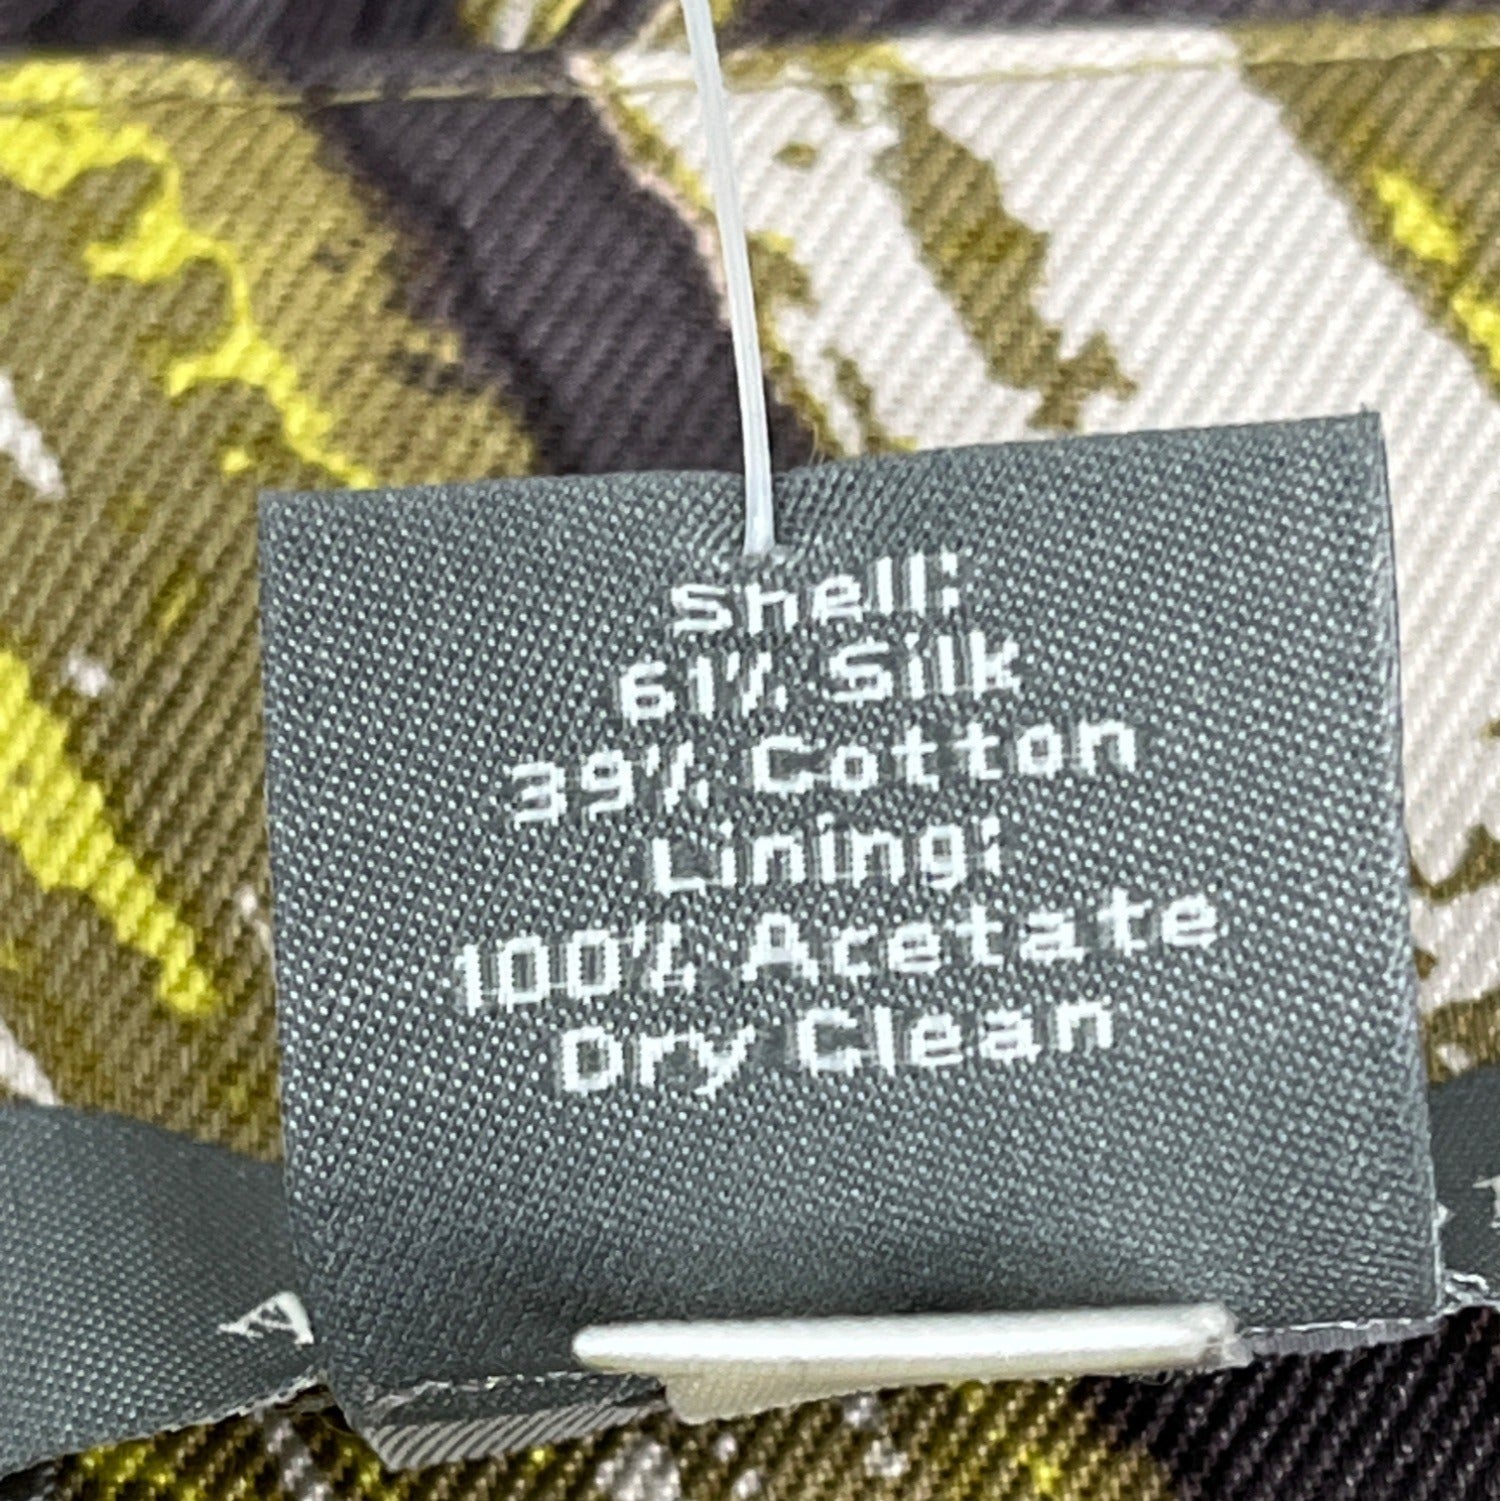 Shell:
61% Silk
39% Cotton
Lining:
100% Acetate
Dry Clean